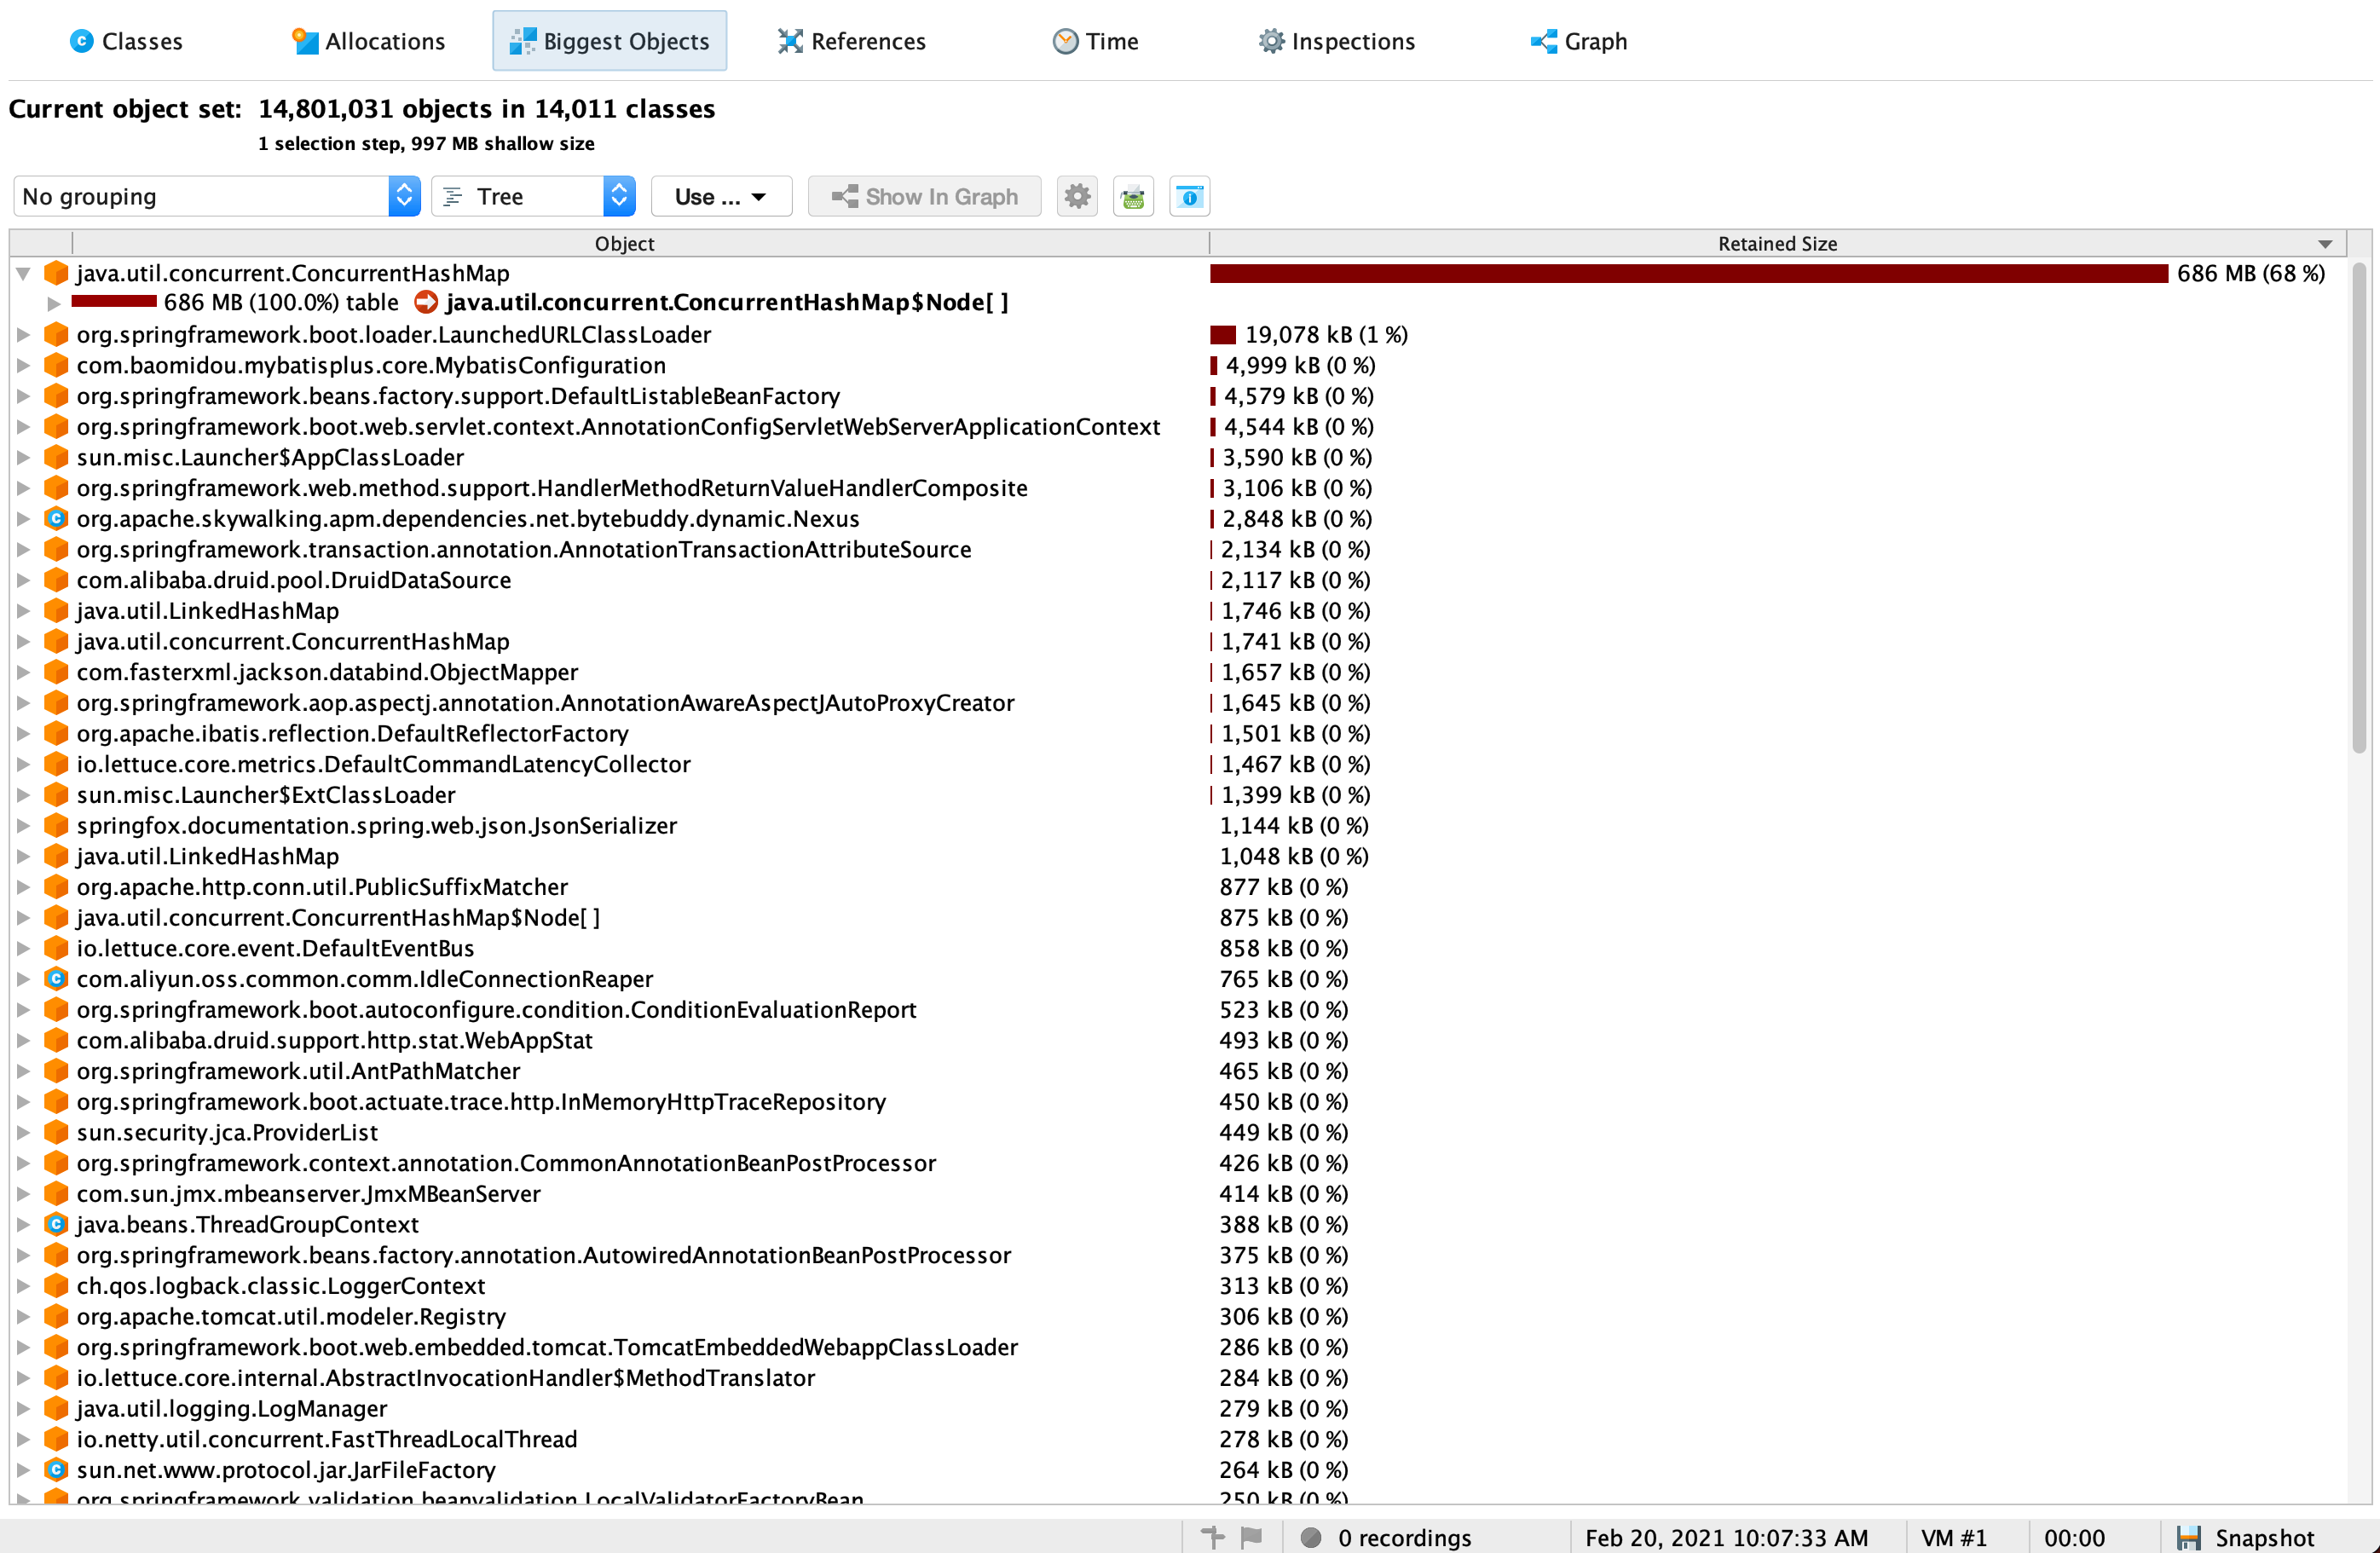 Classes Allocations Biggest Objects References Time Inspections Graph
Current object set: 14,801,031 objects in 14,011 classes
1 selection step, 997 MB shallow size
No grouping Tree Use ... Show In Graph
Object Retained Size
java.util.concurrent.ConcurrentHashMap 686 MB (68 %)
686 MB (100.0%) table java.util.concurrent.ConcurrentHashMap$Node[ ]
org.springframework.boot.loader.LaunchedURLClassLoader 19,078 kB (1 %)
com.baomidou.mybatisplus.core.MybatisConfiguration 4,999 kB (0 %)
org.springframework.beans.factory.support.DefaultListableBeanFactory 4,579 kB (0 %)
org.springframework.boot.web.servlet.context.AnnotationConfigServletWebServerApplicationContext 4,544 kB (0 %)
sun.misc.Launcher$AppClassLoader 3,590 kB (0 %)
org.springframework.web.method.support.HandlerMethodReturnValueHandlerComposite 3,106 kB (0 %)
org.apache.skywalking.apm.dependencies.net.bytebuddy.dynamic.Nexus 2,848 kB (0 %)
org.springframework.transaction.annotation.AnnotationTransactionAttributeSource 2,134 kB (0 %)
com.alibaba.druid.pool.DruidDataSource 2,117 kB (0 %)
java.util.LinkedHashMap 1,746 kB (0 %)
java.util.concurrent.ConcurrentHashMap 1,741 kB (0 %)
com.fasterxml.jackson.databind.ObjectMapper 1,657 kB (0 %)
org.springframework.aop.aspectj.annotation.AnnotationAwareAspectJAutoProxyCreator 1,645 kB (0 %)
org.apache.ibatis.reflection.DefaultReflectorFactory 1,501 kB (0 %)
io.lettuce.core.metrics.DefaultCommandLatencyCollector 1,467 kB (0 %)
sun.misc.Launcher$ExtClassLoader 1,399 kB (0 %)
springfox.documentation.spring.web.json.JsonSerializer 1,144 kB (0 %)
java.util.LinkedHashMap 1,048 kB (0 %)
org.apache.http.conn.util.PublicSuffixMatcher 877 kB (0 %)
java.util.concurrent.ConcurrentHashMap$Node[ ] 875 kB (0 %)
io.lettuce.core.event.DefaultEventBus 858 kB (0 %)
com.aliyun.oss.common.comm.IdleConnectionReaper 765 kB (0 %)
org.springframework.boot.autoconfigure.condition.ConditionEvaluationReport 523 kB (0 %)
com.alibaba.druid.support.http.stat.WebAppStat 493 kB (0 %)
org.springframework.util.AntPathMatcher 465 kB (0 %)
org.springframework.boot.actuate.trace.http.InMemoryHttpTraceRepository 450 kB (0 %)
sun.security.jca.ProviderList 449 kB (0 %)
org.springframework.context.annotation.CommonAnnotationBeanPostProcessor 426 kB (0 %)
com.sun.jmx.mbeanserver.JmxMBeanServer 414 kB (0 %)
java.beans.ThreadGroupContext 388 kB (0 %)
org.springframework.beans.factory.annotation.AutowiredAnnotationBeanPostProcessor 375 kB (0 %)
ch.qos.logback.classic.LoggerContext 313 kB (0 %)
org.apache.tomcat.util.modeler.Registry 306 kB (0 %)
org.springframework.boot.web.embedded.tomcat.TomcatEmbeddedWebappClassLoader 286 kB (0 %)
io.lettuce.core.internal.AbstractInvocationHandler$MethodTranslator 284 kB (0 %)
java.util.logging.LogManager 279 kB (0 %)
io.netty.util.concurrent.FastThreadLocalThread 278 kB (0 %)
sun.net.www.protocol.jar.JarFileFactory 264 kB (0 %)
org.springframework.validation.beanvalidation.LocalValidatorFactoryBean 250 kB (0 %)
0 recordings Feb 20, 2021 10:07:33 AM VM #1 00:00 Snapshot